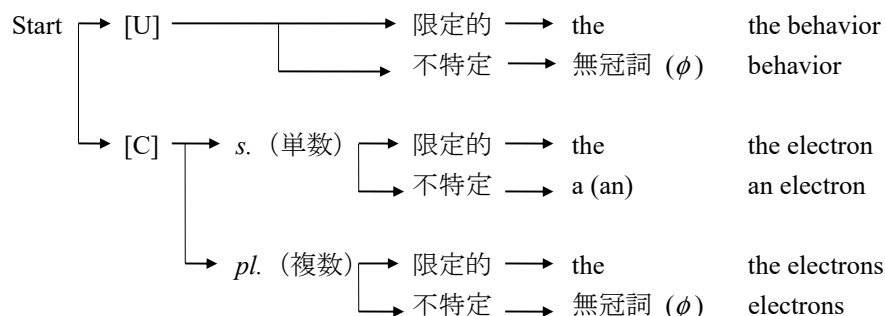 Start [U] 限定的 the the behavior
不特定 無冠詞 (ϕ) behavior
[C] s.（単数） 限定的 the the electron
不特定 a (an) an electron
pl.（複数） 限定的 the the electrons
不特定 無冠詞 (ϕ) electrons